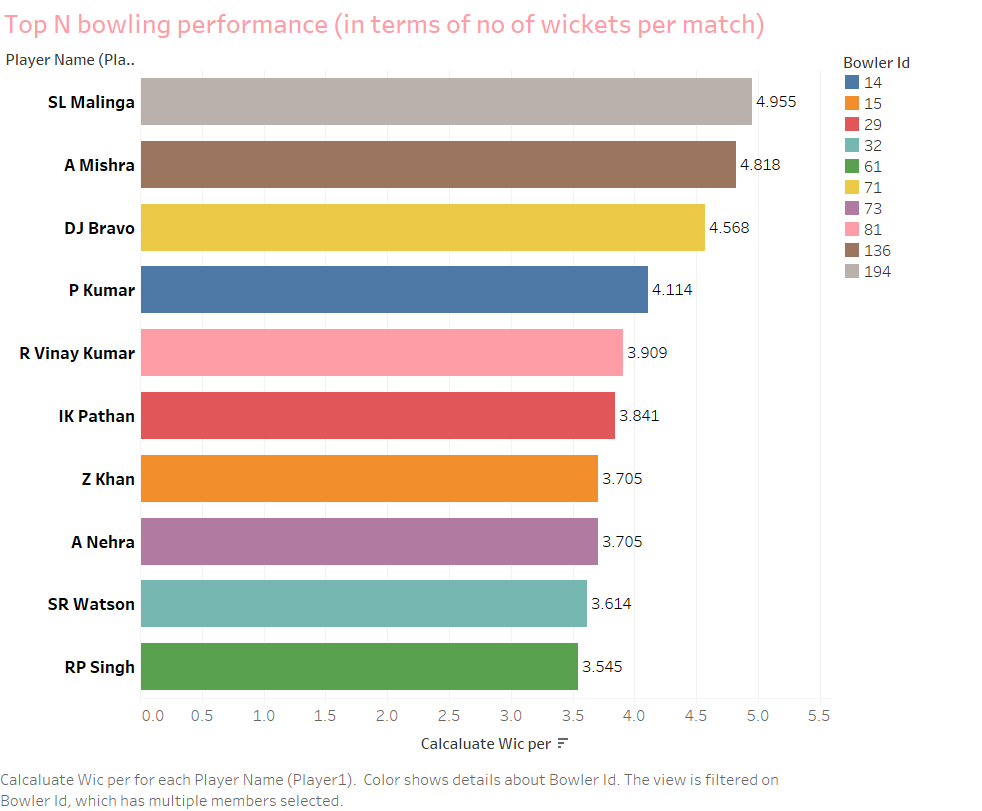 Top N bowling performance (in terms of no of wickets per match)
Player Name (Pla..
SL Malinga 4.955
A Mishra 4.818
DJ Bravo 4.568
P Kumar 4.114
R Vinay Kumar 3.909
IK Pathan 3.841
Z Khan 3.705
A Nehra 3.705
SR Watson 3.614
RP Singh 3.545
0.0 0.5 1.0 1.5 2.0 2.5 3.0 3.5 4.0 4.5 5.0 5.5
Calcaluate Wic per
Bowler Id
14
15
29
32
61
71
73
81
136
194
Calcaluate Wic per for each Player Name (Player1). Color shows details about Bowler Id. The view is filtered on
Bowler Id, which has multiple members selected.